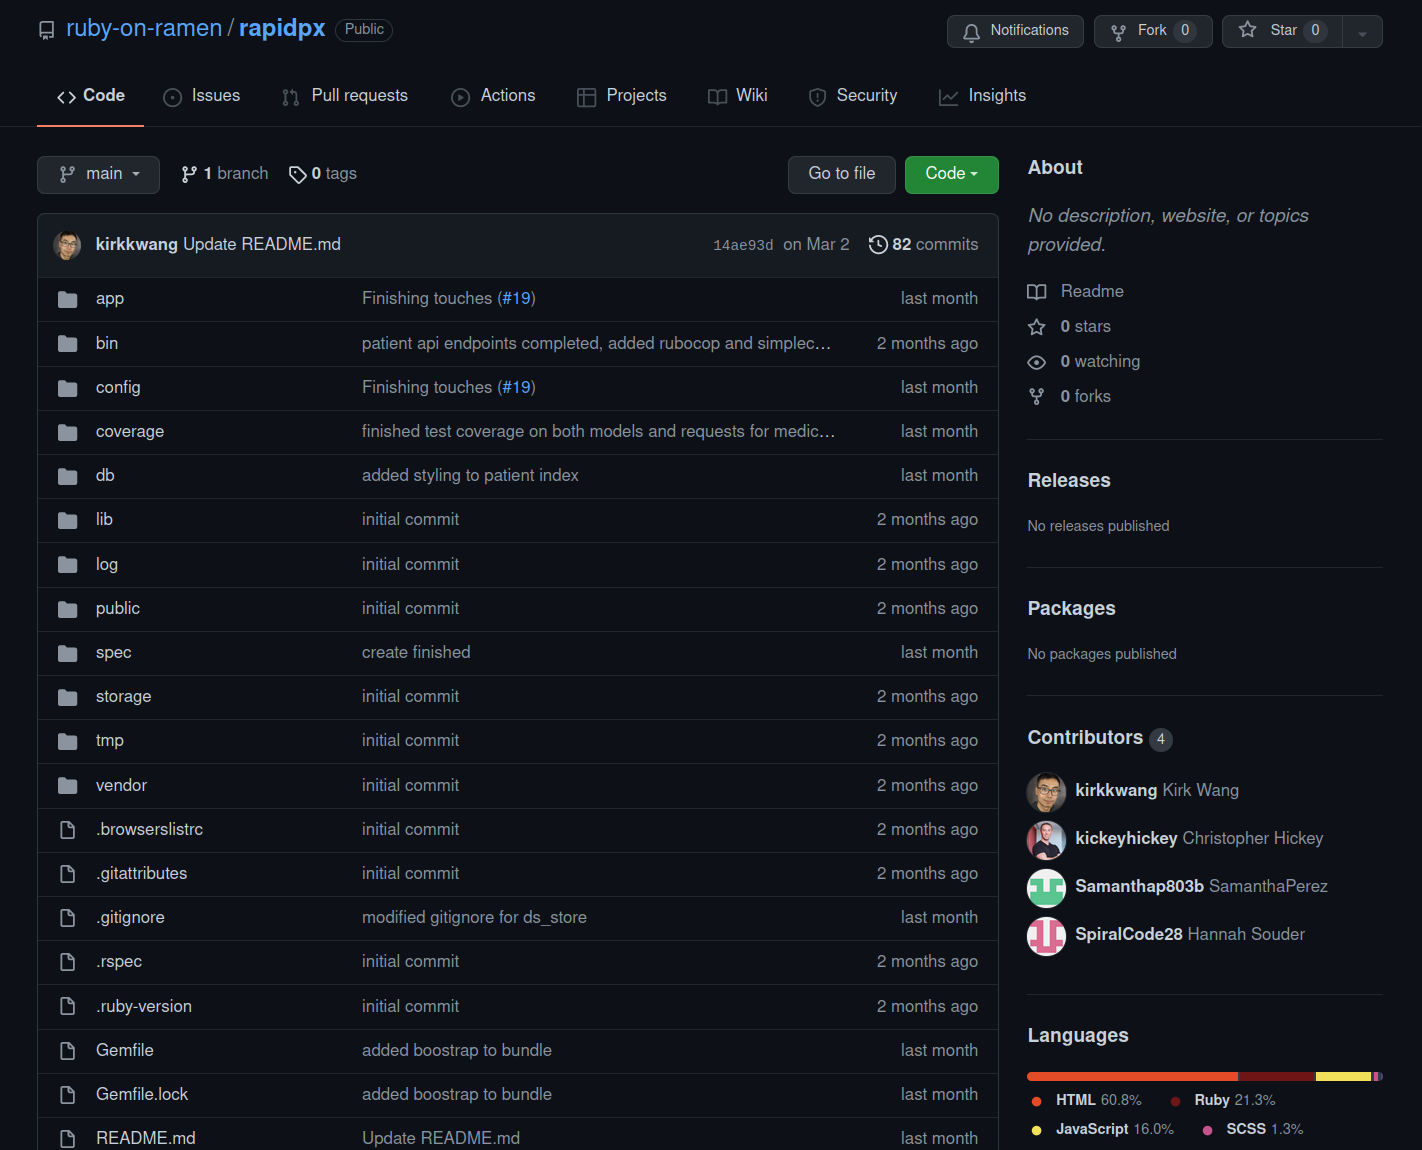 ruby-on-ramen / rapidpx Public Notifications Fork 0 Star 0
Code Issues Pull requests Actions Projects Wiki Security Insights
main 1 branch 0 tags Go to file Code
kirkkwang Update README.md 14ae93d on Mar 2 82 commits
app Finishing touches (#19) last month
bin patient api endpoints completed, added rubocop and simplec… 2 months ago
config Finishing touches (#19) last month
coverage finished test coverage on both models and requests for medic… last month
db added styling to patient index last month
lib initial commit 2 months ago
log initial commit 2 months ago
public initial commit 2 months ago
spec create finished last month
storage initial commit 2 months ago
tmp initial commit 2 months ago
vendor initial commit 2 months ago
.browserslistrc initial commit 2 months ago
.gitattributes initial commit 2 months ago
.gitignore modified gitignore for ds_store last month
.rspec initial commit 2 months ago
.ruby-version initial commit 2 months ago
Gemfile added boostrap to bundle last month
Gemfile.lock added boostrap to bundle last month
README.md Update README.md last month
About
No description, website, or topics
provided.
Readme
0 stars
0 watching
0 forks
Releases
No releases published
Packages
No packages published
Contributors 4
kirkkwang Kirk Wang
kickeyhickey Christopher Hickey
Samanthap803b SamanthaPerez
SpiralCode28 Hannah Souder
Languages
HTML 60.8% Ruby 21.3%
JavaScript 16.0% SCSS 1.3%